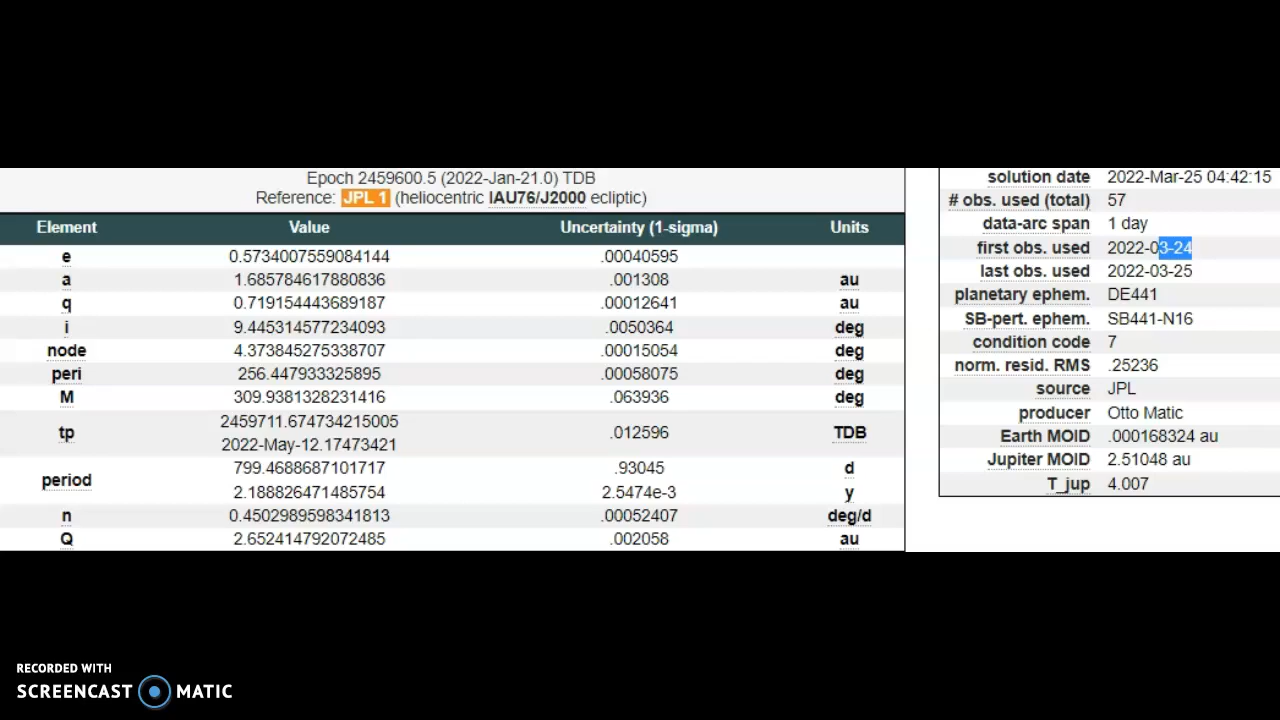 Epoch 2459600.5 (2022-Jan-21.0) TDB
Reference: JPL 1 (heliocentric IAU76/J2000 ecliptic)
Element Value Uncertainty (1-sigma) Units
e 0.5734007559084144 .00040595
a 1.685784617880836 .001308 au
q 0.719154443689187 .00012641 au
i 9.445314577234093 .0050364 deg
node 4.373845275338707 .00015054 deg
peri 256.447933325895 .00058075 deg
M 309.9381328231416 .063936 deg
tp 2459711.674734215005 .012596 TDB
2022-May-12.17473421
period 799.4688687101717 .93045 d
2.188826471485754 2.5474e-3 y
n 0.4502989598341813 .00052407 deg/d
Q 2.652414792072485 .002058 au
solution date 2022-Mar-25 04:42:15
# obs. used (total) 57
data-arc span 1 day
first obs. used 2022-03-24
last obs. used 2022-03-25
planetary ephem. DE441
SB-pert. ephem. SB441-N16
condition code 7
norm. resid. RMS .25236
source JPL
producer Otto Matic
Earth MOID .000168324 au
Jupiter MOID 2.51048 au
T_jup 4.007
RECORDED WITH
SCREENCAST MATIC